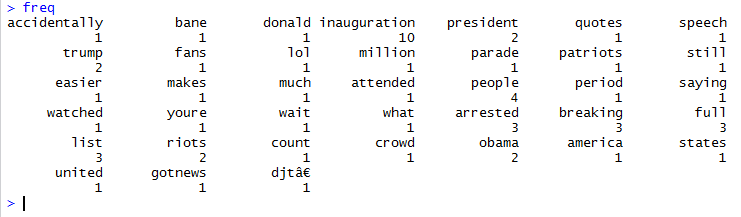 > freq
accidentally bane donald inauguration president quotes speech
1 1 1 10 2 1 1
trump fans lol million parade patriots still
2 1 1 1 1 1 1
easier makes much attended people period saying
1 1 1 1 4 1 1
watched youre wait what arrested breaking full
1 1 1 1 3 3 3
list riots count crowd obama america states
3 2 1 1 2 1 1
united gotnews djtâ€
1 1 1
>